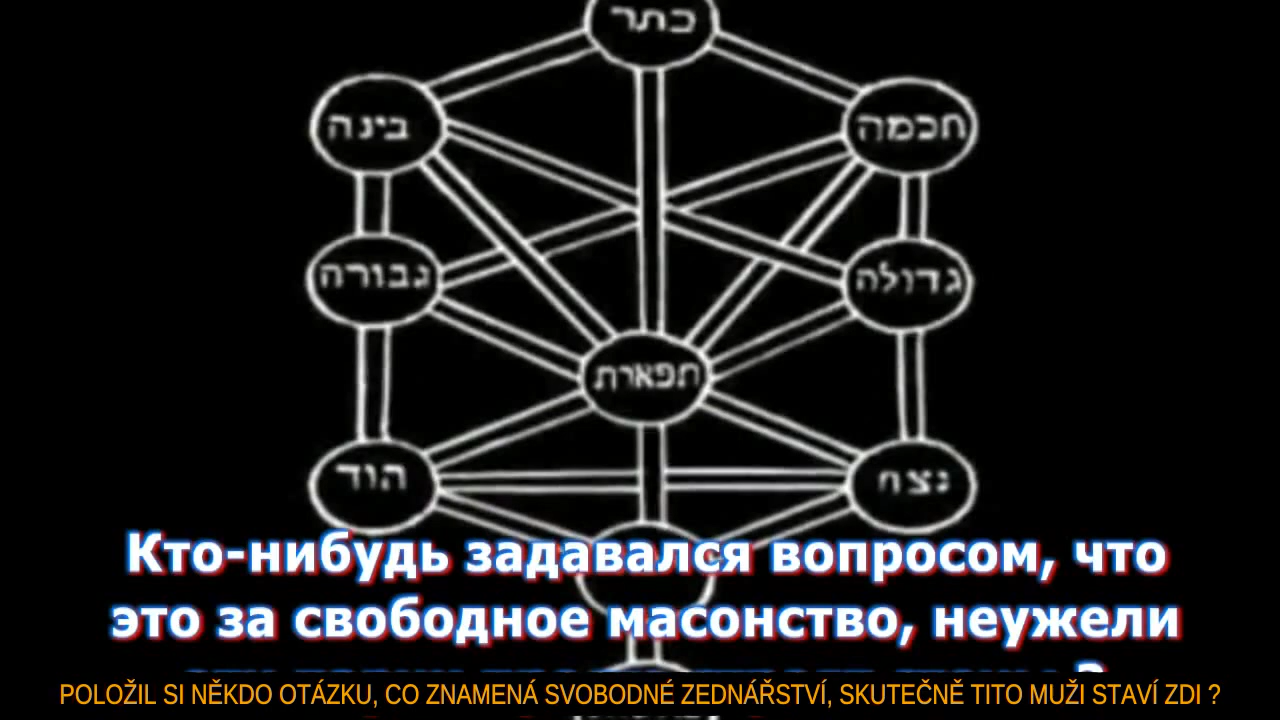 כתר
בינה
חכמה
גבורה
גדולה
תפארת
הוד
נצח
Кто-нибудь задавался вопросом, что
это за свободное масонство, неужели
POLOŽIL SI NĚKDO OTÁZKU, CO ZNAMENÁ SVOBODNÉ ZEDNÁŘSTVÍ, SKUTEČNĚ TITO MUŽI STAVÍ ZDI ?